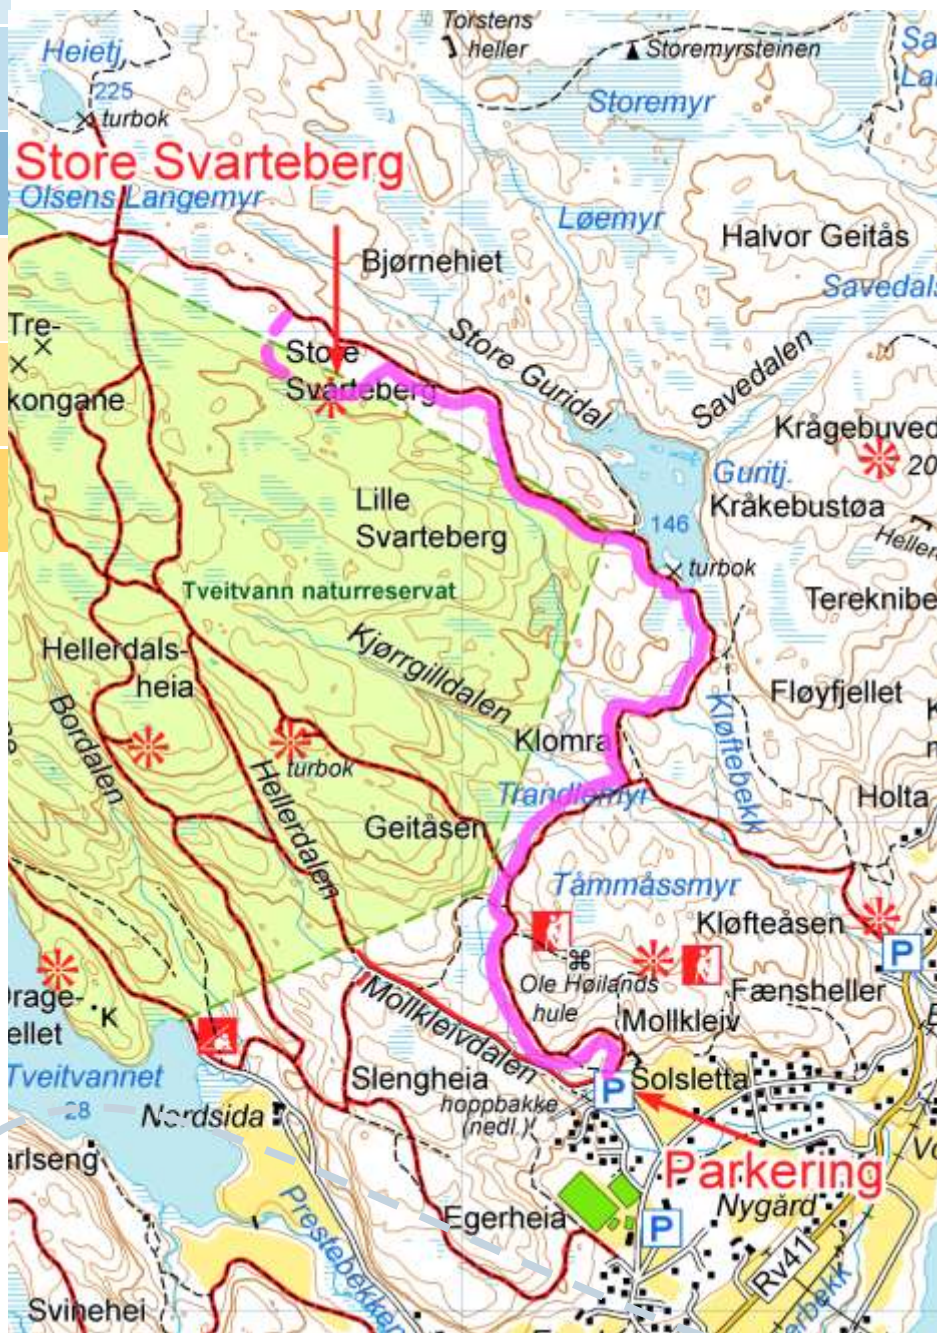 Torstens
heller
Heietj.
225
turbok
Storemyrsteinen
Storemyr
Store Svarteberg
Olsens Langemyr
Løemyr
Halvor Geitås
Bjørnehiet
Savedals
Tre-
kongane
Store
Svarteberg
Store Guridal
Savedalen
Krågebuved
20
Guritj.
Kråkebustøa
146
Lille
Svarteberg
turbok
Tveitvann naturreservat
Tereknibe
Hellerdals-
heia
Kjørrgilldalen
Fløyfjellet
Bordalen
Kløftebekk
Klomra
turbok
Hellerdalen
Trandlemyr
Holta
Geitåsen
Tåmmåssmyr
Kløfteåsen
P
Ole Høilands
hule
Fænsheller
Mollkleiv
Mollkleivdalen
K
Tveitvannet
28
Slengheia
P
Solsletta
hoppbakke
(nedl.)
Nordsida
Parkering
Nygård
Egerheia
P
Prestebekken
Rv41
Svinehei